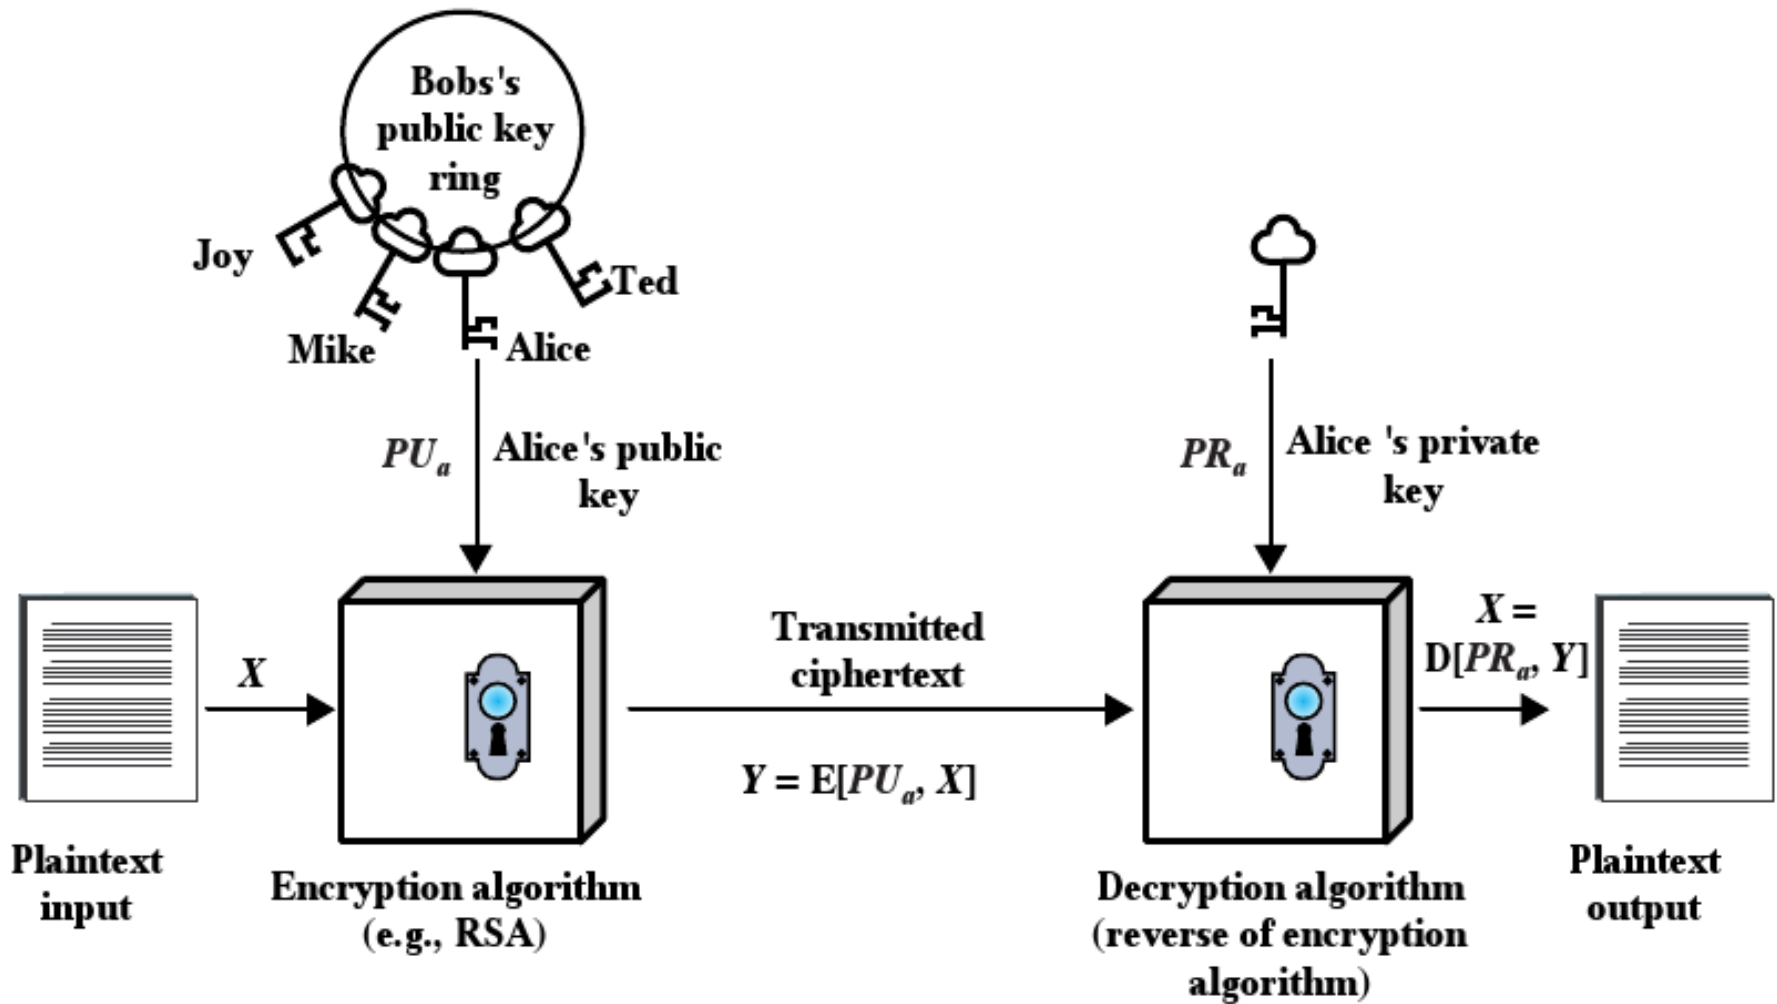 Bobs's
public key
ring
Joy
Mike
Alice
Ted
PUa
Alice's public
key
PRa
Alice 's private
key
X
Transmitted
ciphertext
Y = E[PUa, X]
X =
D[PRa, Y]
Plaintext
input
Encryption algorithm
(e.g., RSA)
Decryption algorithm
(reverse of encryption
algorithm)
Plaintext
output